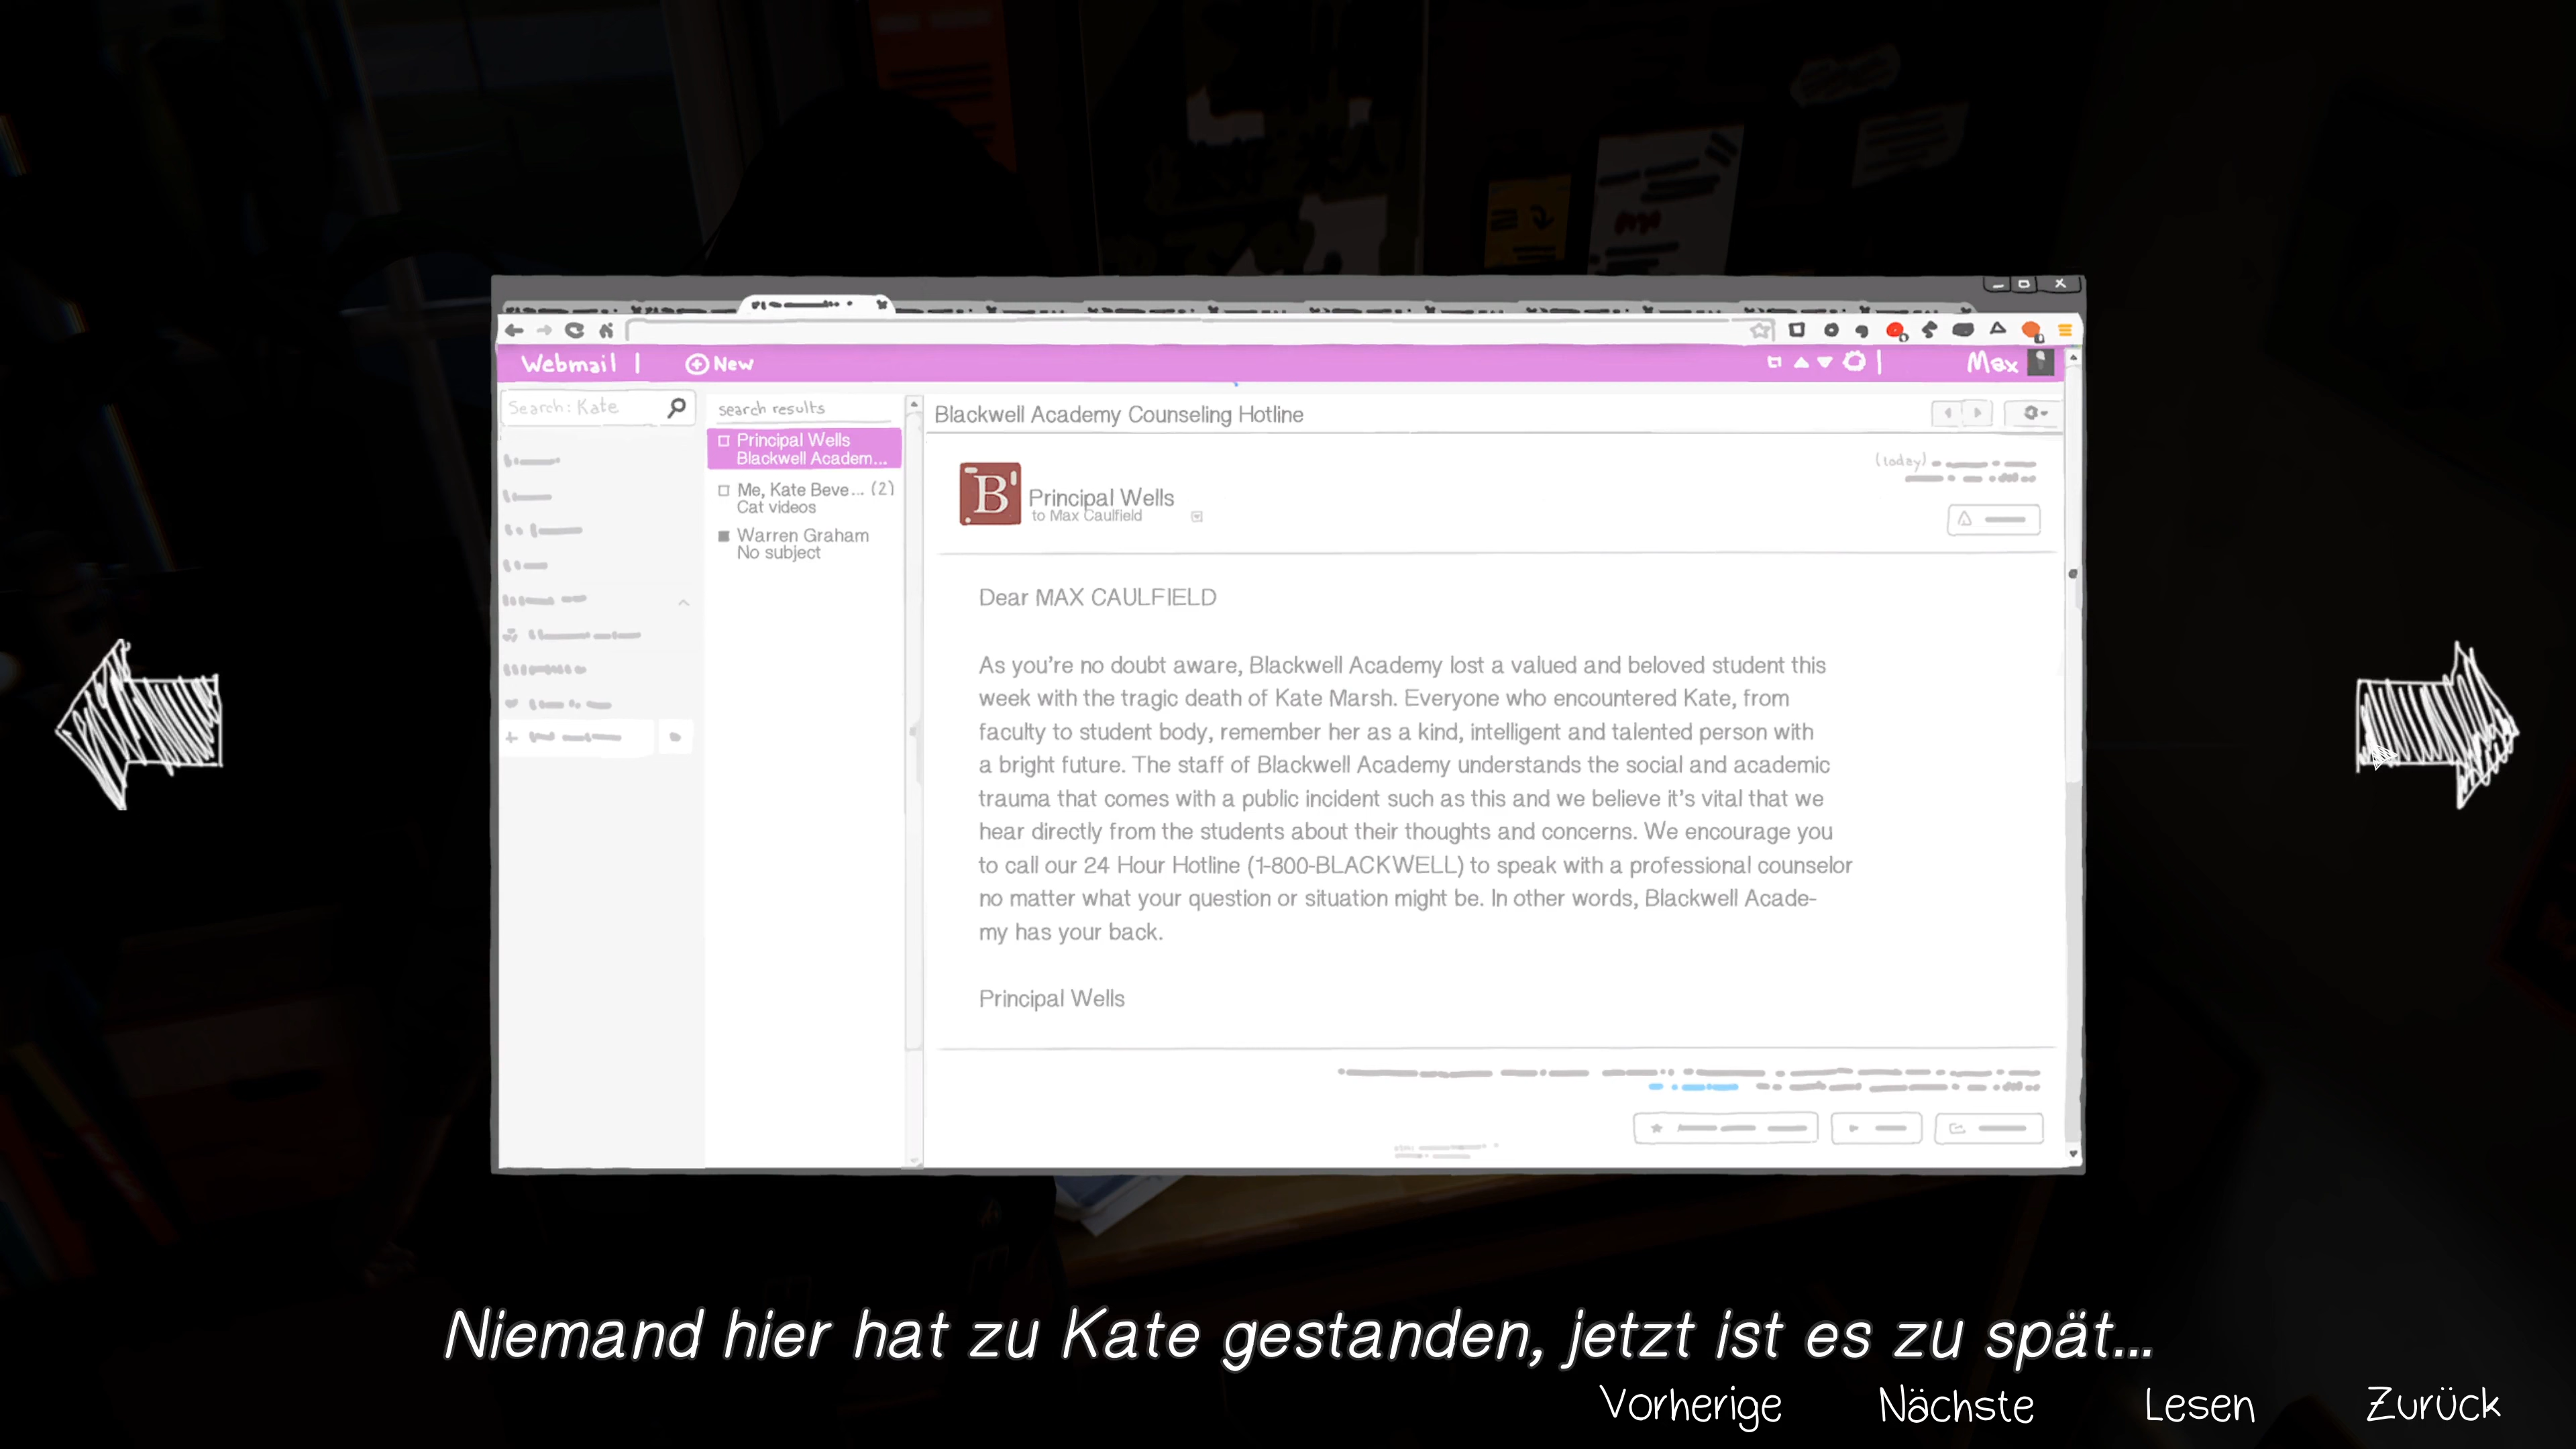 Webmail | New
Max
Search: Kate
search results
Principal Wells
Blackwell Academ...
Me, Kate Beve... (2)
Cat videos
Warren Graham
No subject
Blackwell Academy Counseling Hotline
B
Principal Wells
to Max Caulfield
(today)
Dear MAX CAULFIELD
As you're no doubt aware, Blackwell Academy lost a valued and beloved student this
week with the tragic death of Kate Marsh. Everyone who encountered Kate, from
faculty to student body, remember her as a kind, intelligent and talented person with
a bright future. The staff of Blackwell Academy understands the social and academic
trauma that comes with a public incident such as this and we believe it's vital that we
hear directly from the students about their thoughts and concerns. We encourage you
to call our 24 Hour Hotline (1-800-BLACKWELL) to speak with a professional counselor
no matter what your question or situation might be. In other words, Blackwell Acade-
my has your back.
Principal Wells
Niemand hier hat zu Kate gestanden, jetzt ist es zu spät...
Vorherige Nächste Lesen Zurück